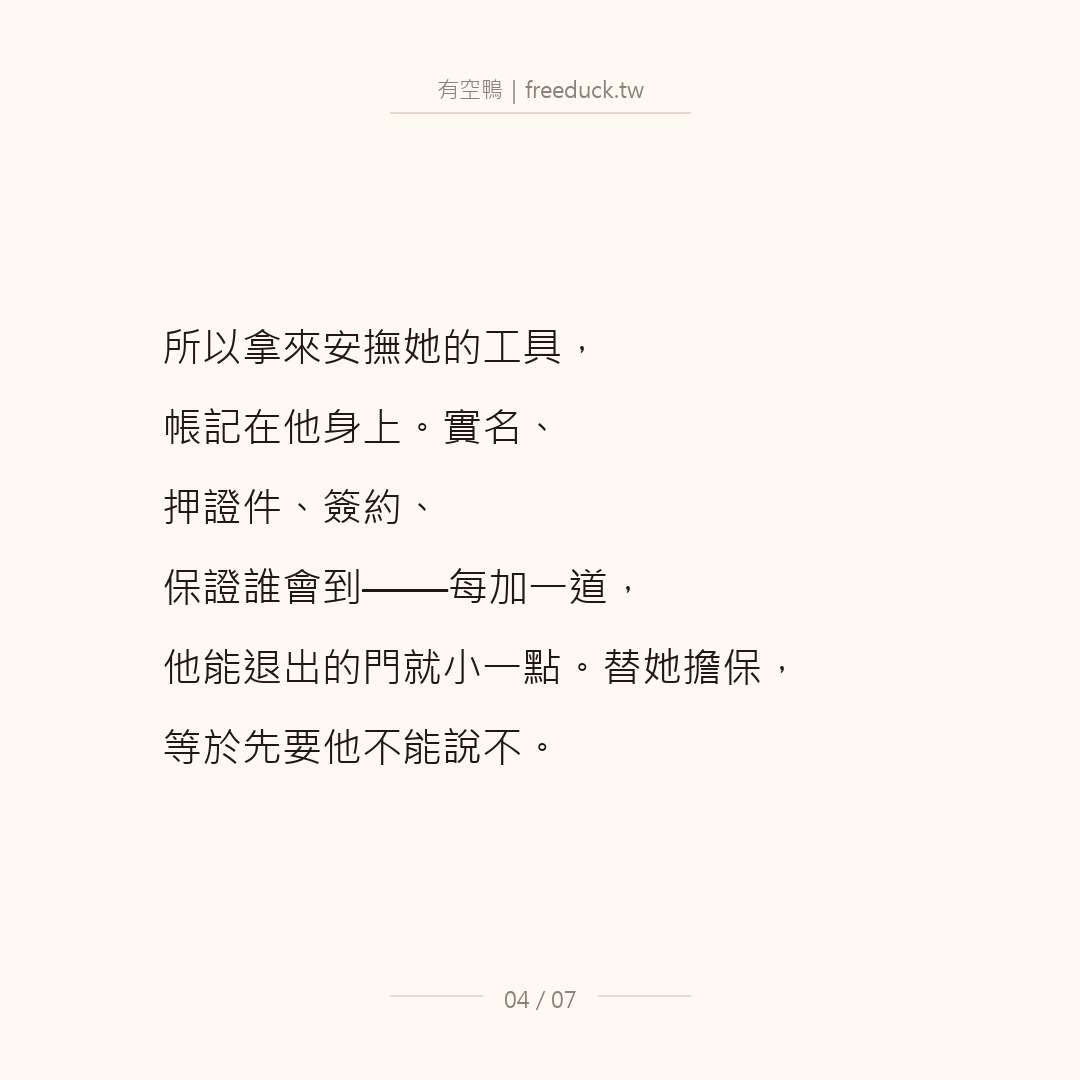 有空鴨｜freeduck.tw
所以拿來安撫她的工具，
帳記在他身上。實名、
押證件、簽約、
保證誰會到——每加一道，
他能退出的門就小一點。替她擔保，
等於先要他不能說不。
04 / 07